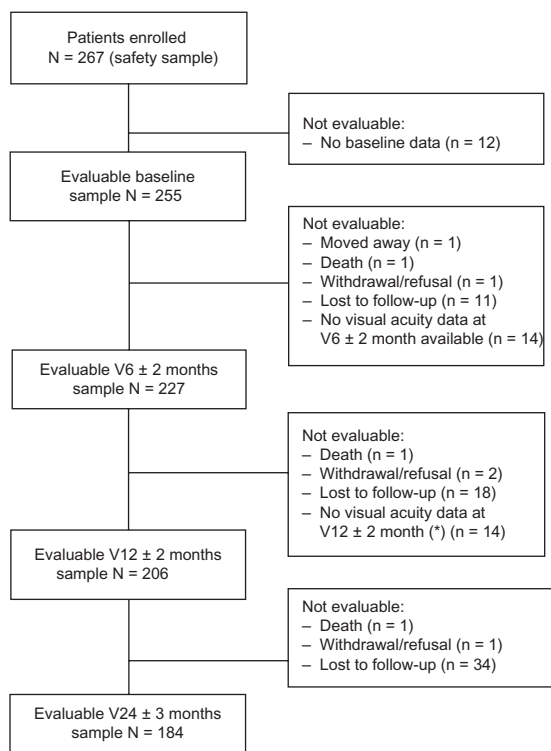 Patients enrolled
N = 267 (safety sample)
Not evaluable:
– No baseline data (n = 12)
Evaluable baseline
sample N = 255
Not evaluable:
– Moved away (n = 1)
– Death (n = 1)
– Withdrawal/refusal (n = 1)
– Lost to follow-up (n = 11)
– No visual acuity data at
V6 ± 2 month available (n = 14)
Evaluable V6 ± 2 months
sample N = 227
Not evaluable:
– Death (n = 1)
– Withdrawal/refusal (n = 2)
– Lost to follow-up (n = 18)
– No visual acuity data at
V12 ± 2 month (*) (n = 14)
Evaluable V12 ± 2 months
sample N = 206
Not evaluable:
– Death (n = 1)
– Withdrawal/refusal (n = 1)
– Lost to follow-up (n = 34)
Evaluable V24 ± 3 months
sample N = 184